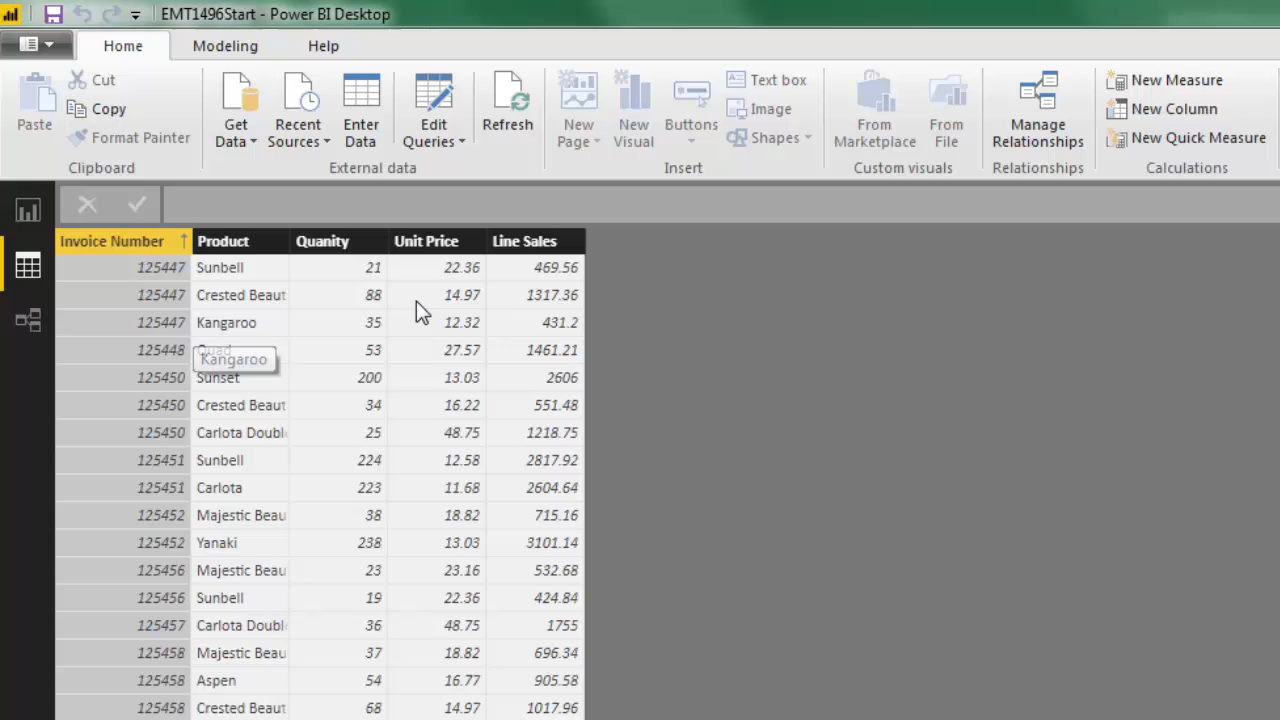 EMT1496Start - Power BI Desktop
Home Modeling Help
Paste
Cut
Copy
Format Painter
Clipboard
Get Data
Recent Sources
Enter Data
Edit Queries
Refresh
External data
New Page
New Visual
Buttons
Text box
Image
Shapes
Insert
From Marketplace
From File
Custom visuals
Manage Relationships
Relationships
New Measure
New Column
New Quick Measure
Calculations
Invoice Number Product Quanity Unit Price Line Sales
125447 Sunbell 21 22.36 469.56
125447 Crested Beaut 88 14.97 1317.36
125447 Kangaroo 35 12.32 431.2
125448 Quad 53 27.57 1461.21
Kangaroo
125450 Sunset 200 13.03 2606
125450 Crested Beaut 34 16.22 551.48
125450 Carlota Doubl 25 48.75 1218.75
125451 Sunbell 224 12.58 2817.92
125451 Carlota 223 11.68 2604.64
125452 Majestic Beau 38 18.82 715.16
125452 Yanaki 238 13.03 3101.14
125456 Majestic Beau 23 23.16 532.68
125456 Sunbell 19 22.36 424.84
125457 Carlota Doubl 36 48.75 1755
125458 Majestic Beau 37 18.82 696.34
125458 Aspen 54 16.77 905.58
125458 Crested Beaut 68 14.97 1017.96